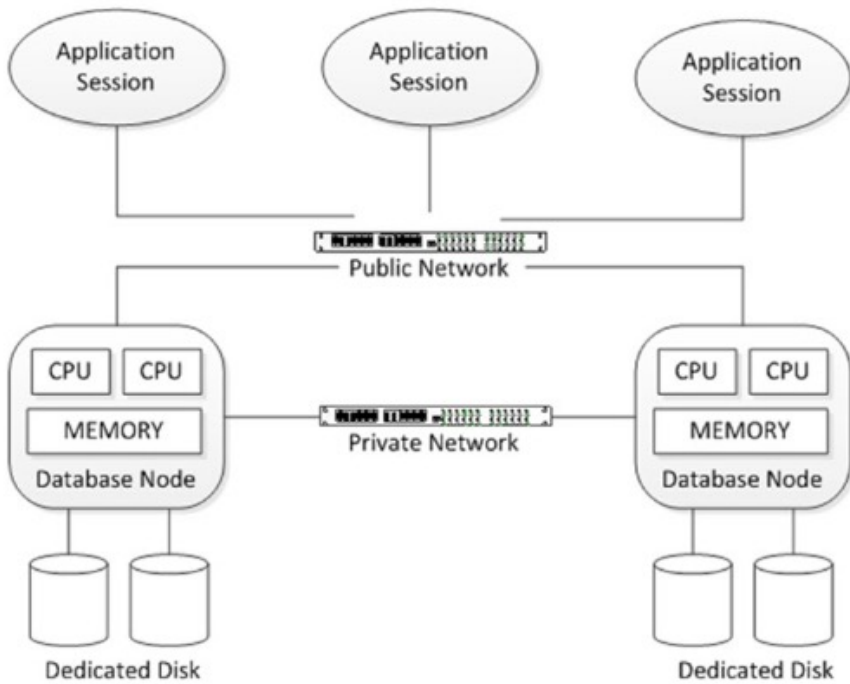 Application
Session
Application
Session
Application
Session
Public Network
CPU
CPU
MEMORY
Database Node
Private Network
CPU
CPU
MEMORY
Database Node
Dedicated Disk
Dedicated Disk